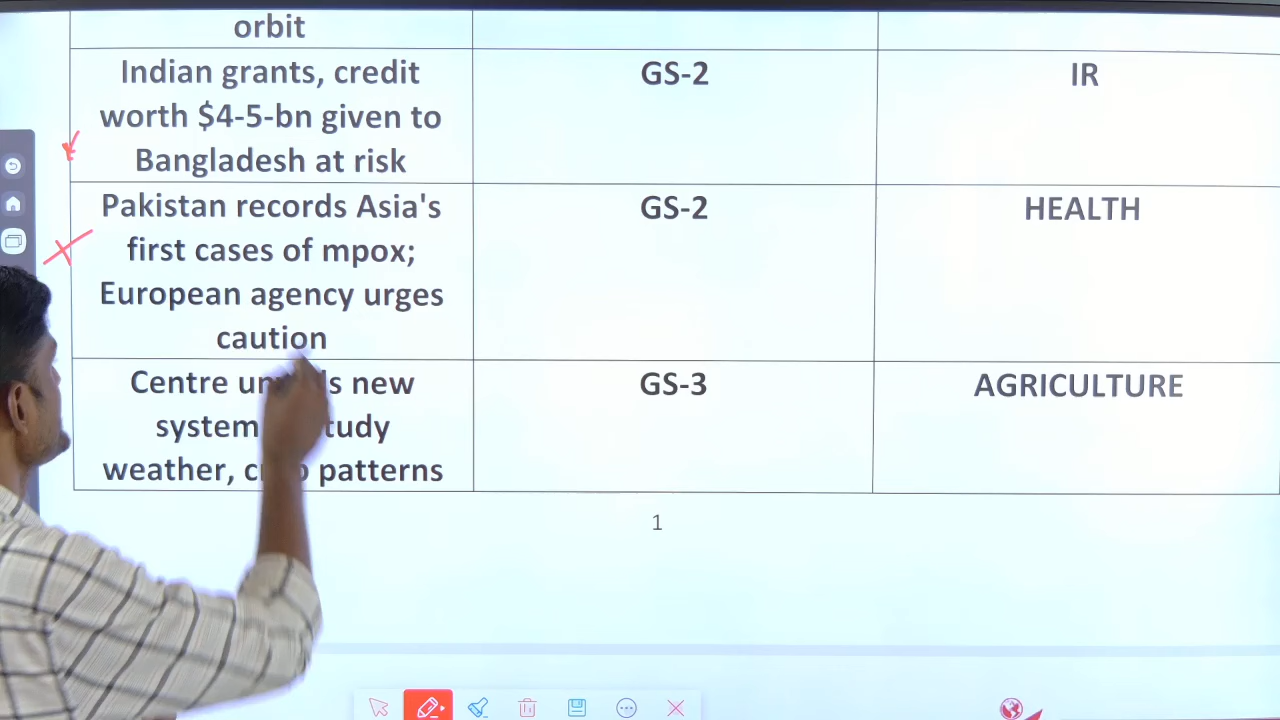 orbit
Indian grants, credit
worth $4-5-bn given to
Bangladesh at risk
GS-2
IR
Pakistan records Asia's
first cases of mpox;
European agency urges
caution
GS-2
HEALTH
Centre new
system
weather, patterns
GS-3
AGRICULTURE
1